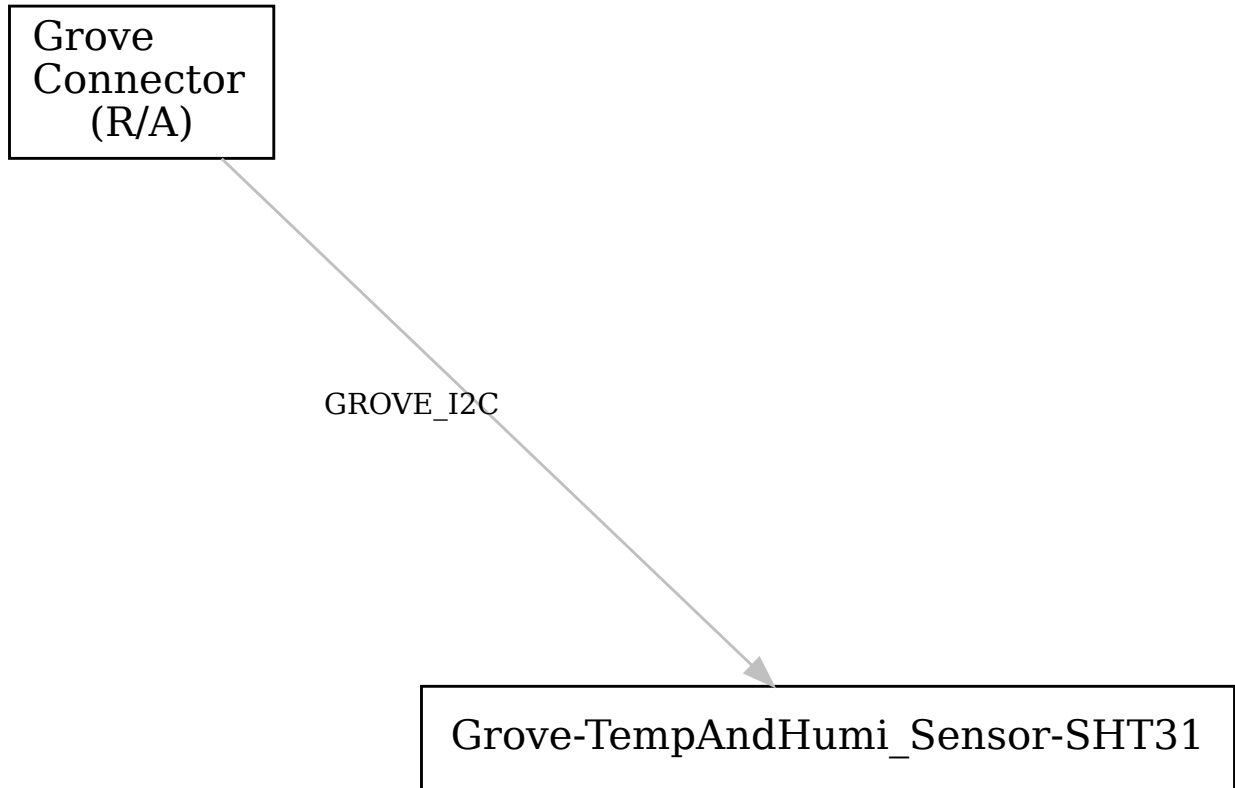 Grove
Connector
(R/A)
GROVE_I2C
Grove-TempAndHumi_Sensor-SHT31